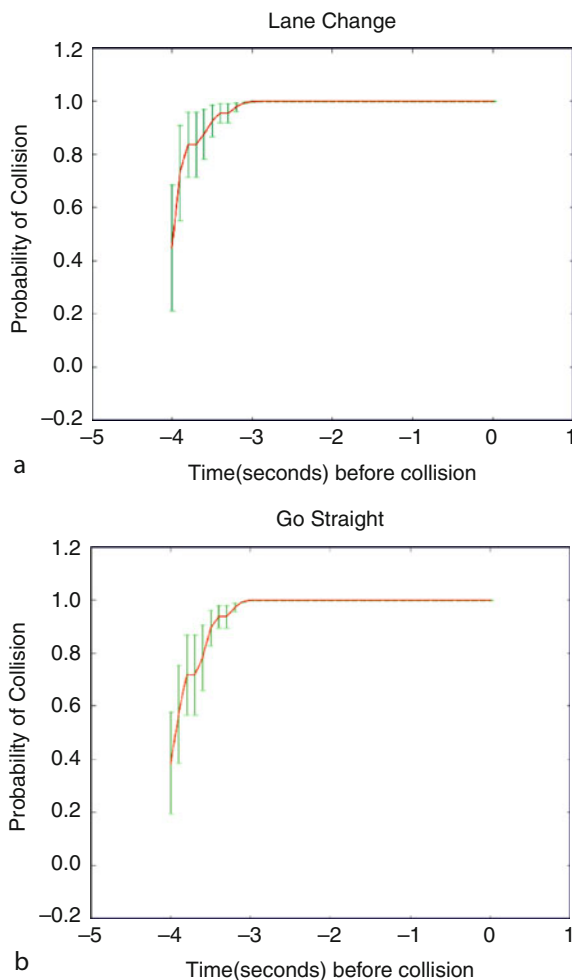 Lane Change
1.2
1.0
0.8
0.6
0.4
0.2
0.0
−0.2
Probability of Collision
−5 −4 −3 −2 −1 0 1
Time(seconds) before collision
a
Go Straight
1.2
1.0
0.8
0.6
0.4
0.2
0.0
−0.2
Probability of Collision
−5 −4 −3 −2 −1 0 1
Time(seconds) before collision
b